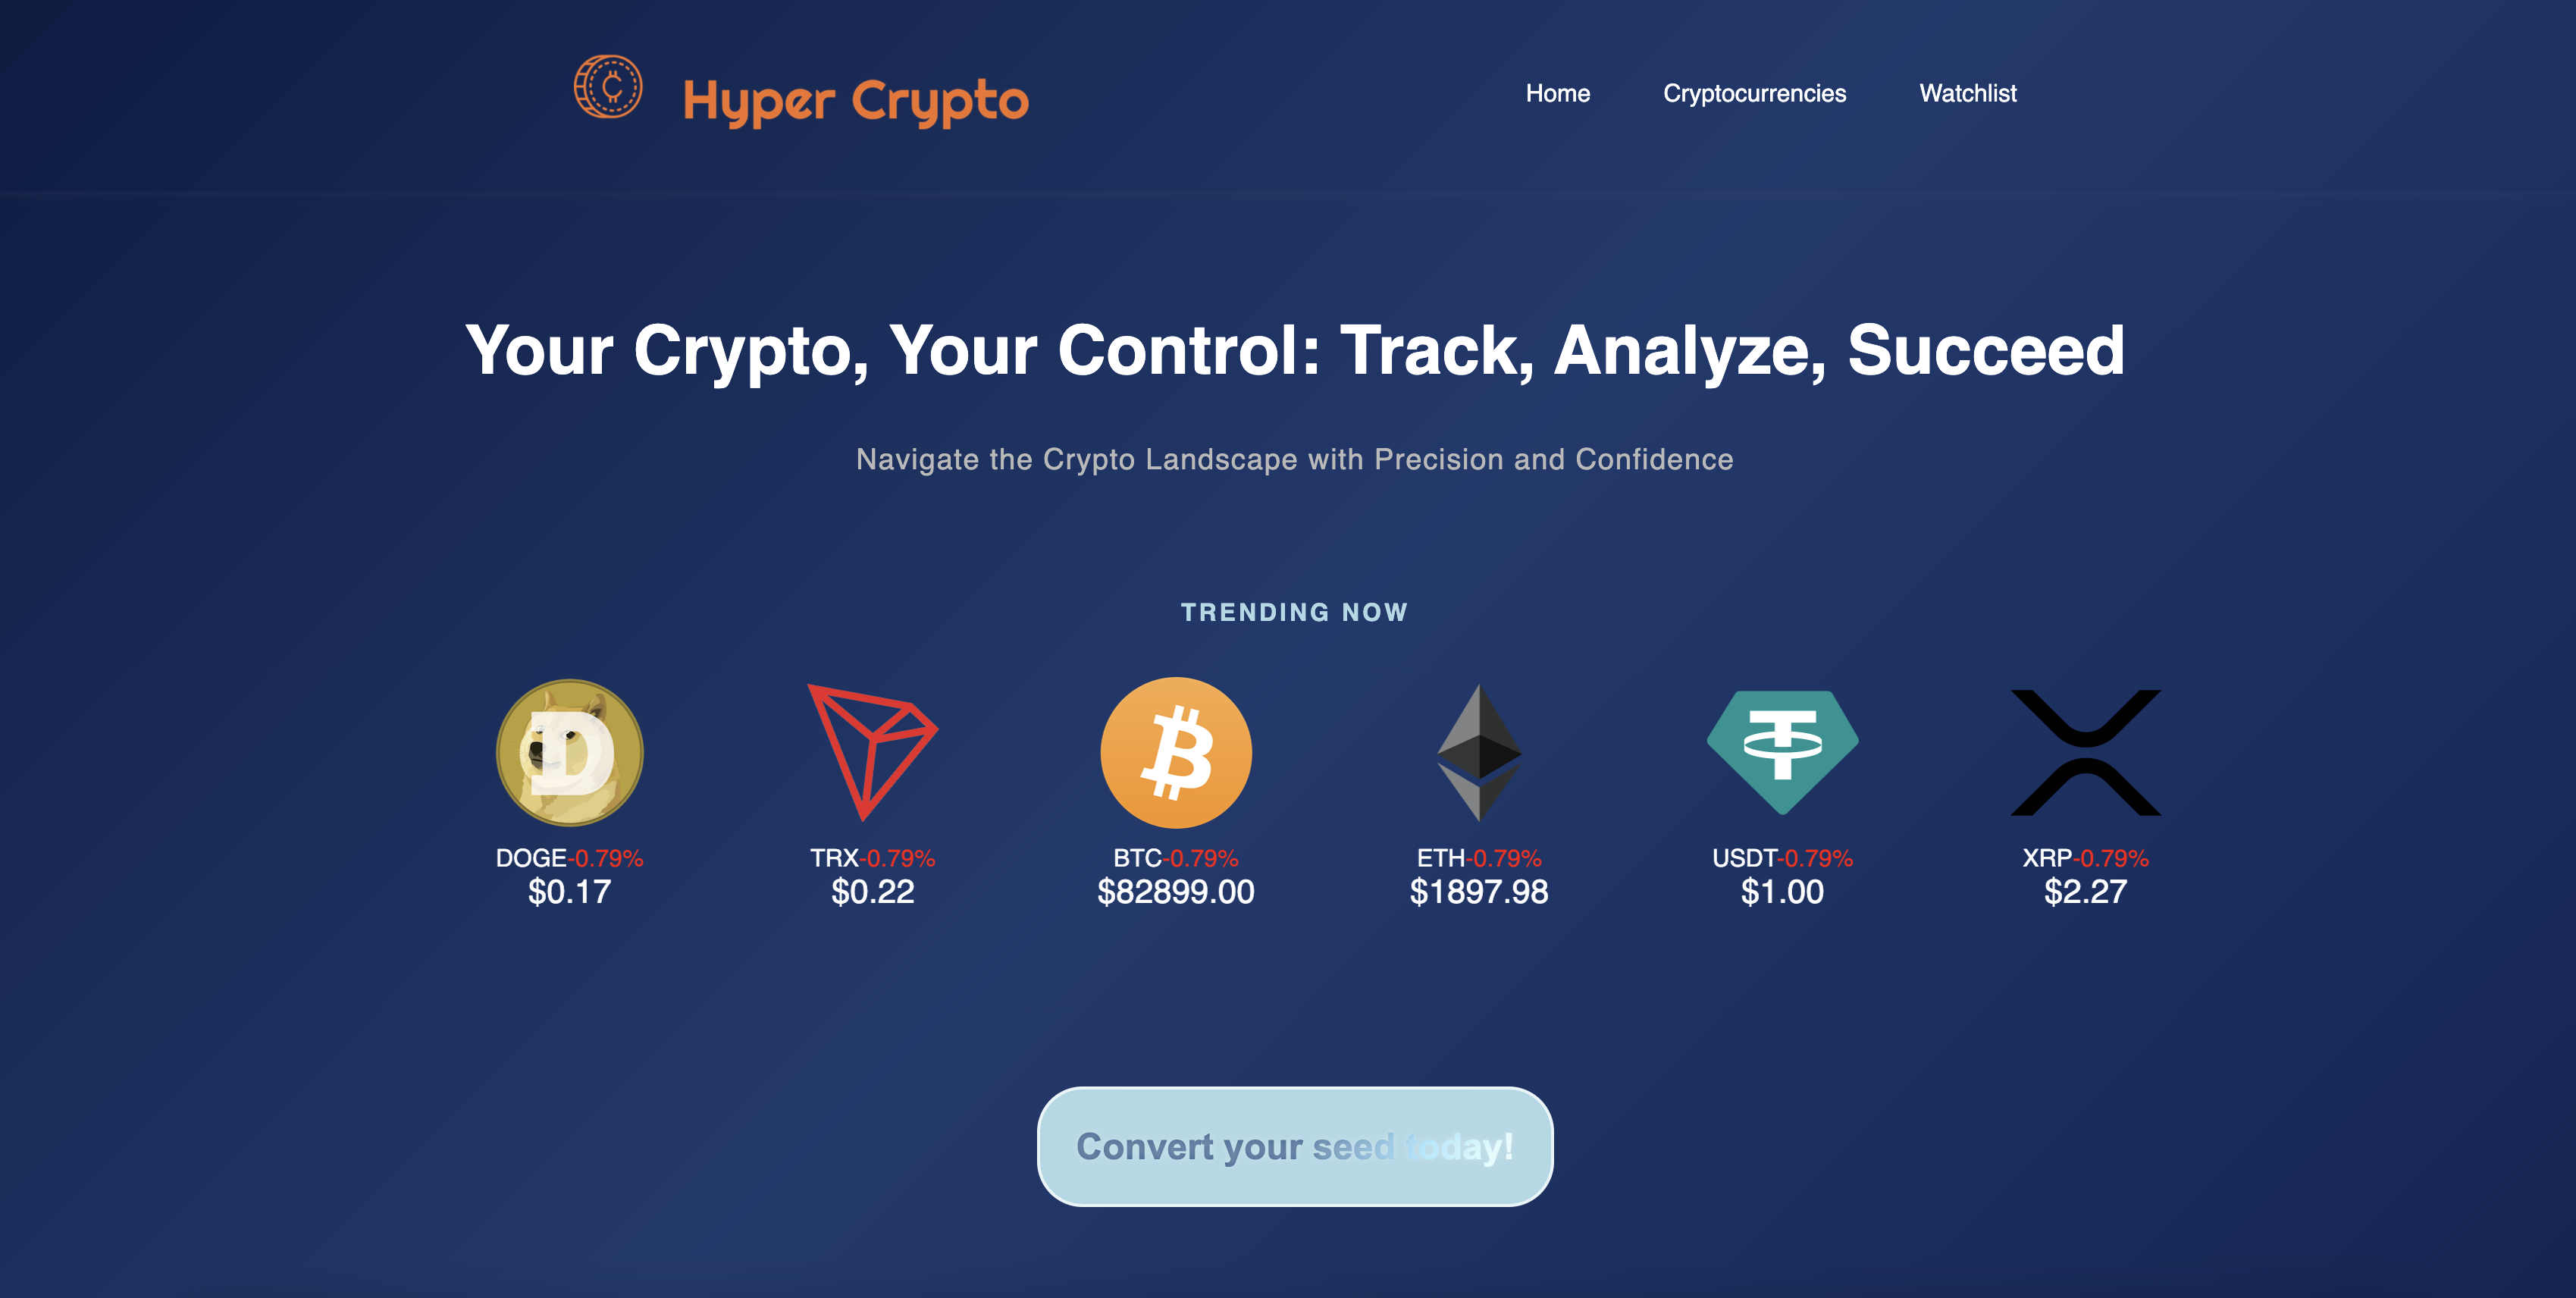 Hyper Crypto
Home Cryptocurrencies Watchlist
Your Crypto, Your Control: Track, Analyze, Succeed
Navigate the Crypto Landscape with Precision and Confidence
TRENDING NOW
D
DOGE-0.79%
$0.17
TRX-0.79%
$0.22
BTC-0.79%
$82899.00
ETH-0.79%
$1897.98
USDT-0.79%
$1.00
XRP-0.79%
$2.27
Convert your seed today!